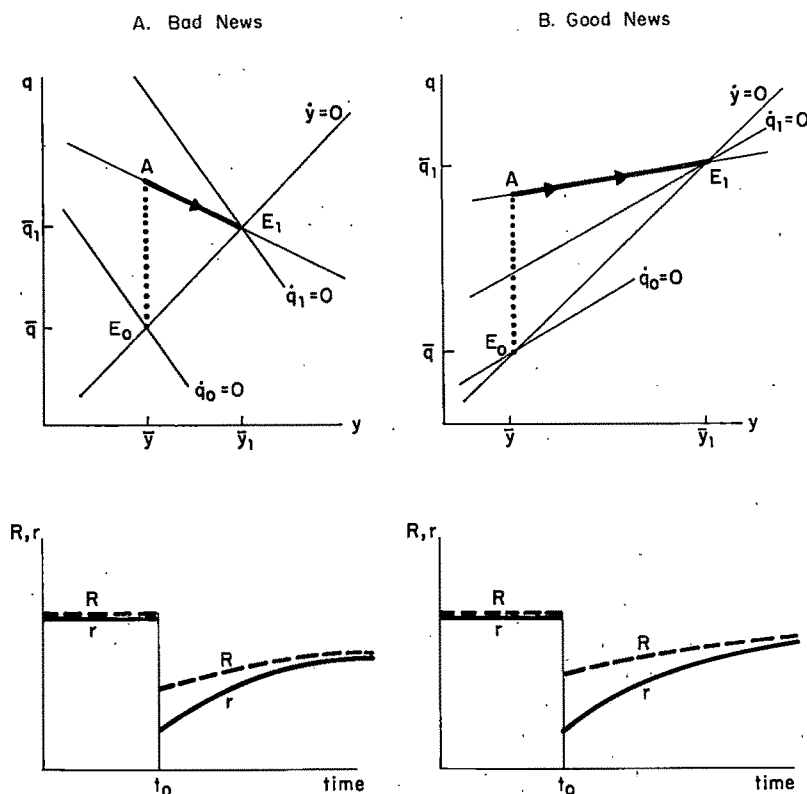 A. Bad News
q
ẏ=0
A
q̄₁
E₁
q̇₁=0
q̄
E₀
q̇₀=0
ȳ
ȳ₁
y
B. Good News
q
ẏ=0
q̇₁=0
q̄₁
A
E₁
q̇₀=0
q̄
E₀
ȳ
ȳ₁
y
R,r
R
r
R
r
t₀
time
R,r
R
r
R
r
t₀
time